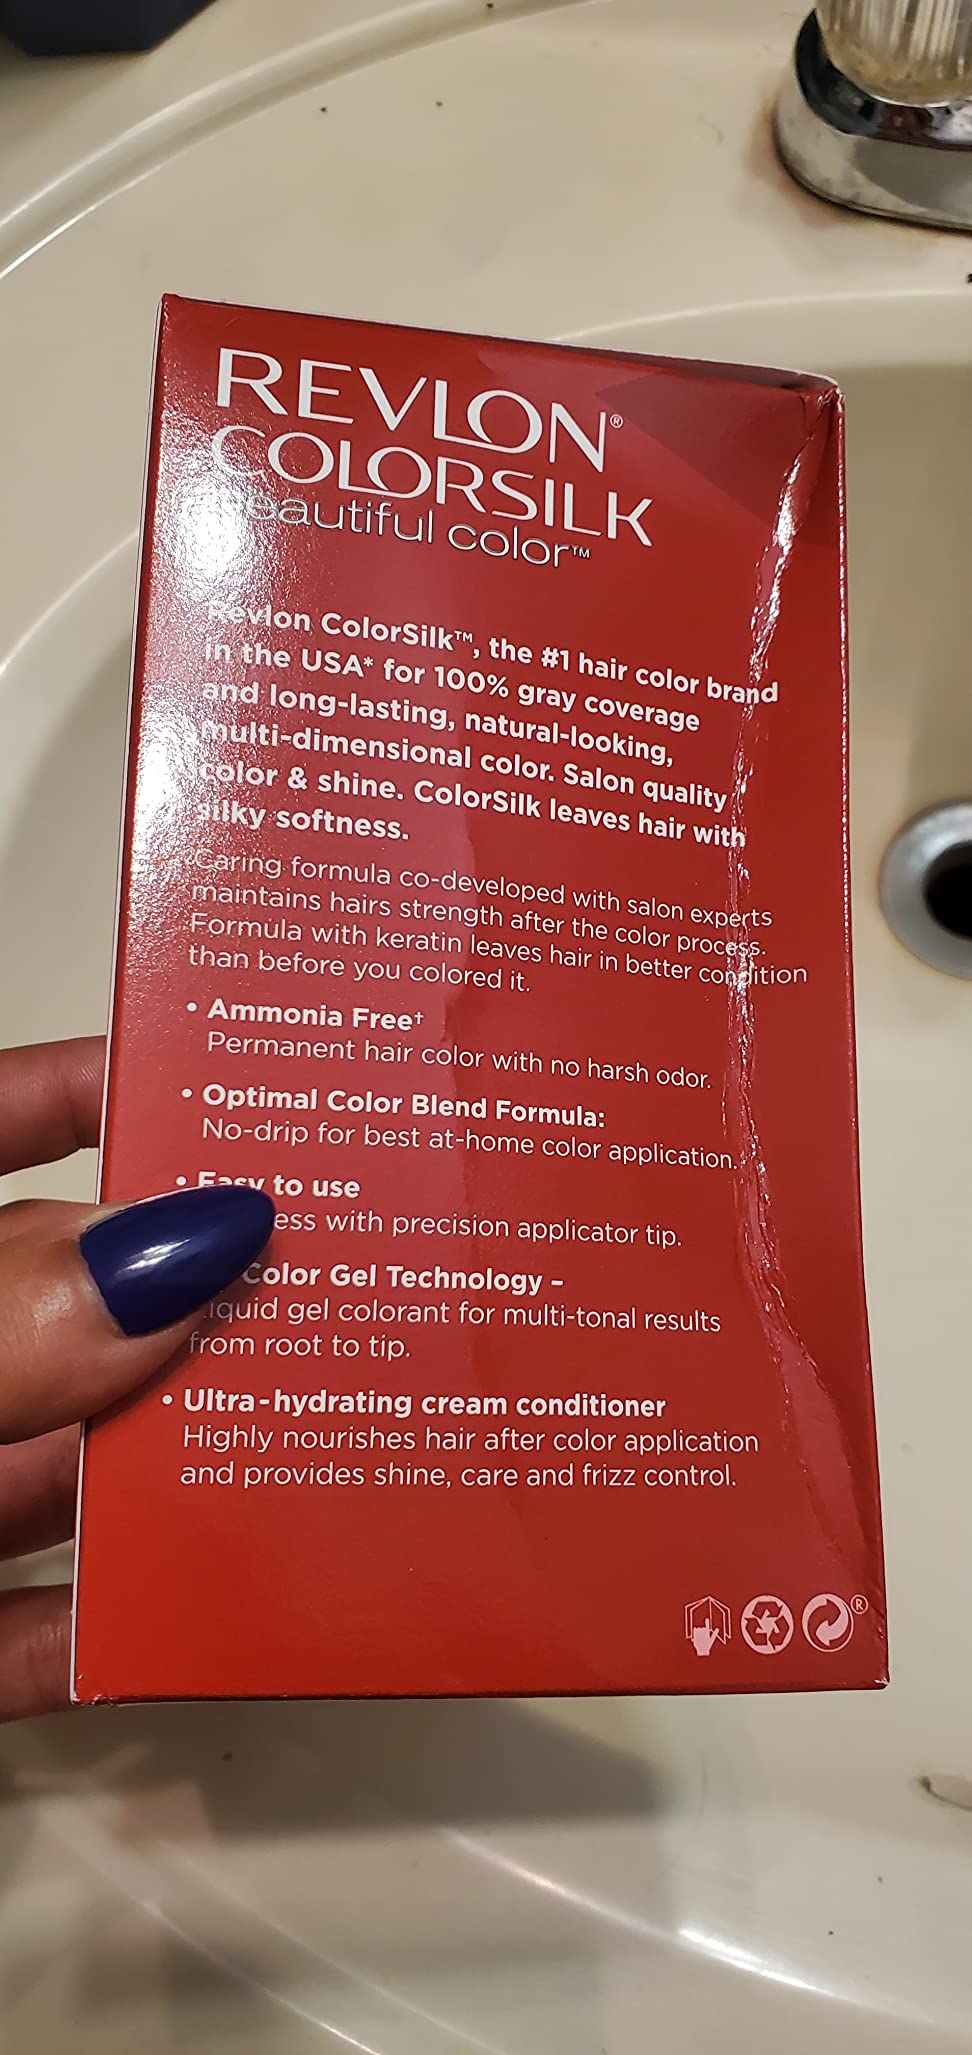 REVLON®
COLORSILK
beautiful color™
Revlon ColorSilk™, the #1 hair color brand
in the USA* for 100% gray coverage
and long-lasting, natural-looking,
multi-dimensional color. Salon quality
color & shine. ColorSilk leaves hair with
silky softness.
Caring formula co-developed with salon experts
maintains hairs strength after the color process.
Formula with keratin leaves hair in better condition
than before you colored it.
• Ammonia Free†
Permanent hair color with no harsh odor.
• Optimal Color Blend Formula:
No-drip for best at-home color application.
• Easy to use
with precision applicator tip.
Color Gel Technology –
Liquid gel colorant for multi-tonal results
from root to tip.
• Ultra-hydrating cream conditioner
Highly nourishes hair after color application
and provides shine, care and frizz control.
®